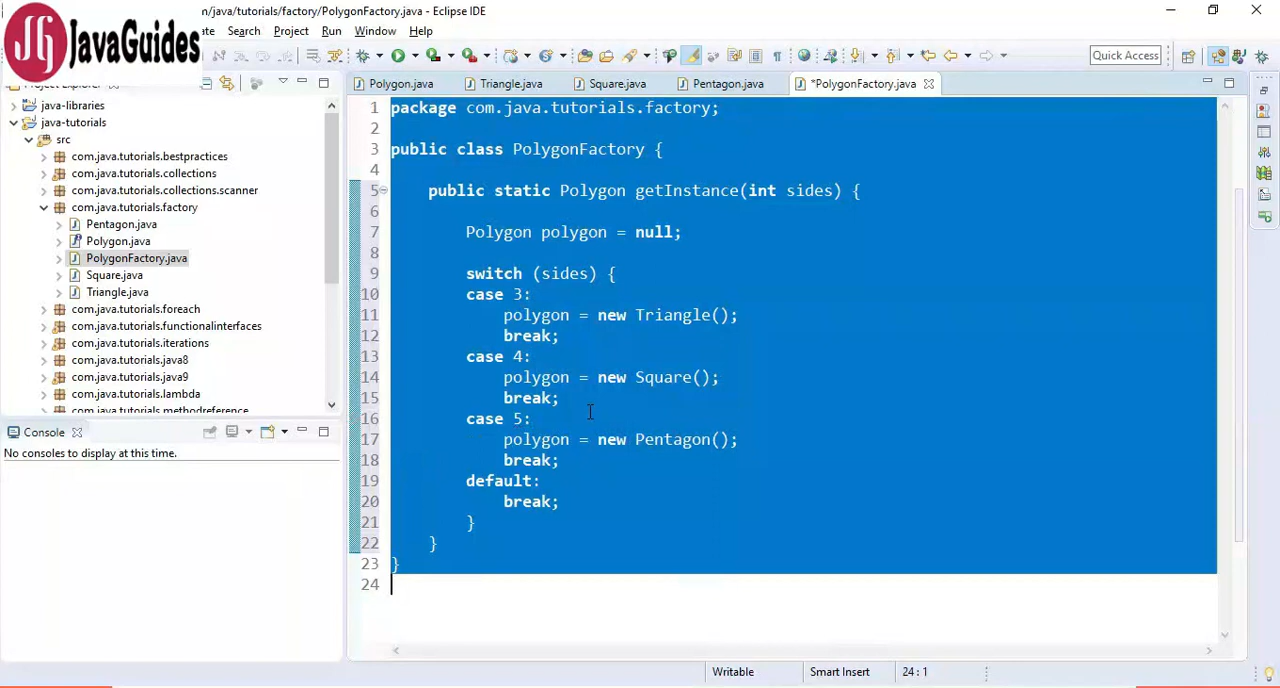 n/java/tutorials/factory/PolygonFactory.java - Eclipse IDE
JG JavaGuides
ate Search Project Run Window Help
Quick Access
Polygon.java Triangle.java Square.java Pentagon.java *PolygonFactory.java
java-libraries
java-tutorials
src
com.java.tutorials.bestpractices
com.java.tutorials.collections
com.java.tutorials.collections.scanner
com.java.tutorials.factory
Pentagon.java
Polygon.java
PolygonFactory.java
Square.java
Triangle.java
com.java.tutorials.foreach
com.java.tutorials.functionalinterfaces
com.java.tutorials.iterations
com.java.tutorials.java8
com.java.tutorials.java9
com.java.tutorials.lambda
com.java.tutorials.methodreference
Console
No consoles to display at this time.
1 package com.java.tutorials.factory;
2
3 public class PolygonFactory {
4
5 public static Polygon getInstance(int sides) {
6
7 Polygon polygon = null;
8
9 switch (sides) {
10 case 3:
11 polygon = new Triangle();
12 break;
13 case 4:
14 polygon = new Square();
15 break;
16 case 5:
17 polygon = new Pentagon();
18 break;
19 default:
20 break;
21 }
22 }
23 }
24
Writable Smart Insert 24 : 1